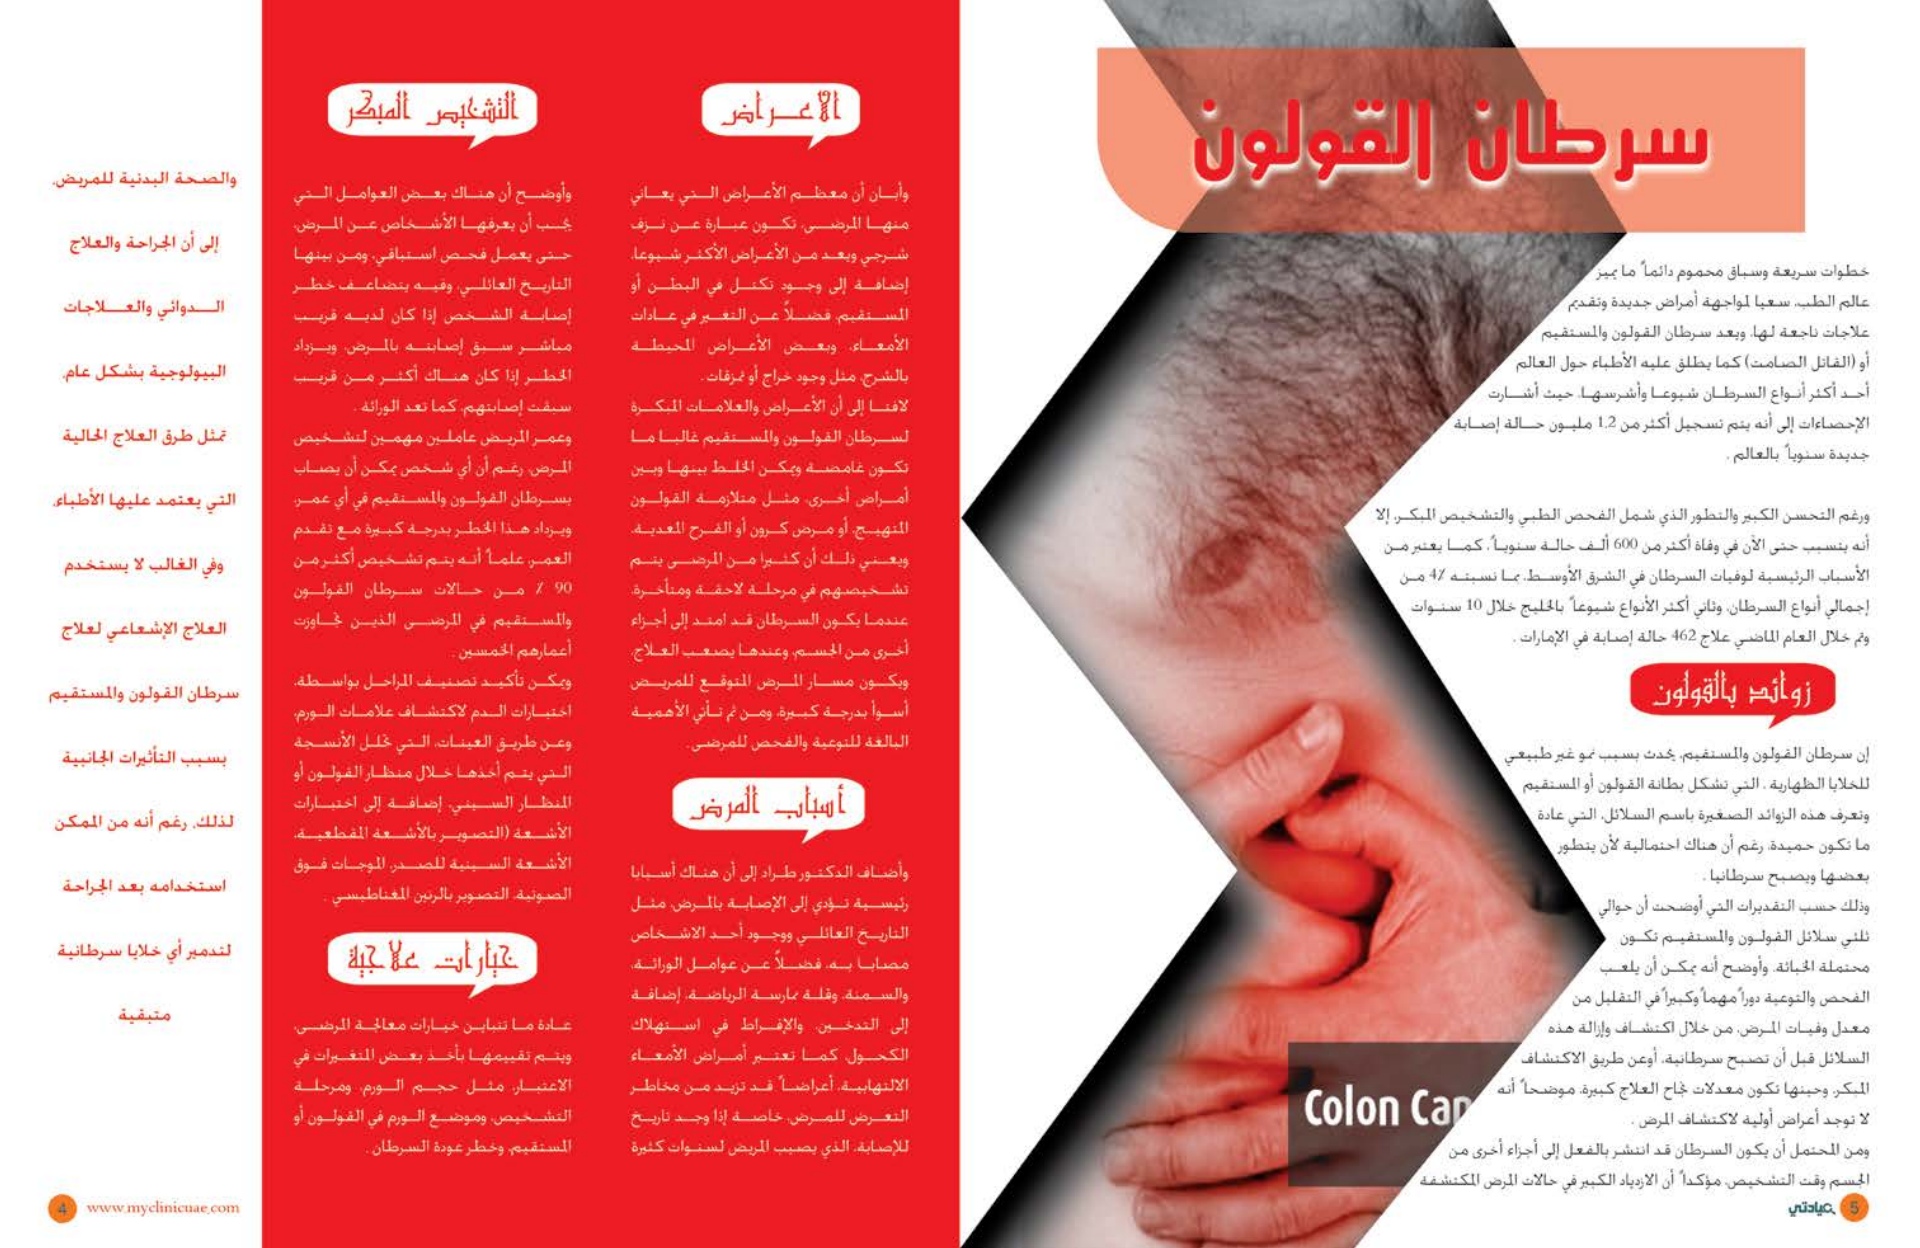 سرطان القولون
خطوات سريعة وسباق محموم دائماً ما يميز
عالم الطب، سعيا لمواجهة أمراض جديدة وتقديم
علاجات ناجعة لها. ويعد سرطان القولون والمستقيم
أو (القاتل الصامت) كما يطلق عليه الأطباء حول العالم
أحد أكثر أنواع السرطان شيوعا وأشرسها، حيث أشارت
الإحصاءات إلى أنه يتم تسجيل أكثر من 1.2 مليون حالة إصابة
جديدة سنوياً بالعالم .
ورغم التحسن الكبير والتطور الذي شمل الفحص الطبي والتشخيص المبكر، إلا
أنه يتسبب حتى الآن في وفاة أكثر من 600 ألف حالة سنوياً، كما يعتبر من
الأسباب الرئيسية لوفيات السرطان في الشرق الأوسط، بما نسبته 4% من
إجمالي أنواع السرطان، وثاني أكثر الأنواع شيوعاً بالخليج خلال 10 سنوات
وتم خلال العام الماضي علاج 462 حالة إصابة في الإمارات .
زوائد بالقولون
إن سرطان القولون والمستقيم، يحدث بسبب نمو غير طبيعي
للخلايا الظهارية ، التي تشكل بطانة القولون أو المستقيم
وتعرف هذه الزوائد الصغيرة باسم السلائل، التي عادة
ما تكون حميدة، رغم أن هناك احتمالية لأن يتطور
بعضها ويصبح سرطانيا .
وذلك حسب التقديرات التي أوضحت أن حوالي
ثلثي سلائل القولون والمستقيم تكون
محتملة الخباثة. وأوضح أنه يمكن أن يلعب
الفحص والتوعية دوراً مهماً وكبيراً في التقليل من
معدل وفيات المرض، من خلال اكتشاف وإزالة هذه
السلائل قبل أن تصبح سرطانية، أوعن طريق الاكتشاف
المبكر، وحينها تكون معدلات نجاح العلاج كبيرة، موضحاً أنه
لا توجد أعراض أولية لاكتشاف المرض .
ومن المحتمل أن يكون السرطان قد انتشر بالفعل إلى أجزاء أخرى من
الجسم وقت التشخيص، مؤكداً أن الازدياد الكبير في حالات المرض المكتشفة
Colon Can
5 عيادتي
الأعراض
وأبان أن معظم الأعراض التي يعاني
منها المرضى، تكون عبارة عن نزف
شرجي ويعد من الأعراض الأكثر شيوعا،
إضافة إلى وجود تكتل في البطن أو
المستقيم، فضلاً عن التغير في عادات
الأمعاء، وبعض الأعراض المحيطة
بالشرج، مثل وجود خراج أو تمزقات .
لافتا إلى أن الأعراض والعلامات المبكرة
لسرطان القولون والمستقيم غالبا ما
تكون غامضة ويمكن الخلط بينها وبين
أمراض أخرى، مثل متلازمة القولون
المتهيج، أو مرض كرون أو القرح المعدية،
ويعني ذلك أن كثيرا من المرضى يتم
تشخيصهم في مرحلة لاحقة ومتأخرة،
عندما يكون السرطان قد امتد إلى أجزاء
أخرى من الجسم، وعندها يصعب العلاج،
ويكون مسار المرض المتوقع للمريض
أسوأ بدرجة كبيرة، ومن ثم تأتي الأهمية
البالغة للتوعية والفحص للمرضى.
أسباب المرض
وأضاف الدكتور طراد إلى أن هناك أسبابا
رئيسية تؤدي إلى الإصابة بالمرض، مثل
التاريخ العائلي ووجود أحد الاشخاص
مصابا به، فضلاً عن عوامل الوراثة،
والسمنة، وقلة ممارسة الرياضة، إضافة
إلى التدخين، والإفراط في استهلاك
الكحول، كما تعتبر أمراض الأمعاء
الالتهابية، أعراضاً قد تزيد من مخاطر
التعرض للمرض، خاصة إذا وجد تاريخ
للإصابة، الذي يصيب المريض لسنوات كثيرة
التشخيص المبكر
وأوضح أن هناك بعض العوامل التي
يجب أن يعرفها الأشخاص عن المرض،
حتى يعمل فحص استباقي، ومن بينها
التاريخ العائلي، وفيه يتضاعف خطر
إصابة الشخص إذا كان لديه قريب
مباشر سبق إصابته بالمرض، ويزداد
الخطر إذا كان هناك أكثر من قريب
سبقت إصابتهم، كما تعد الوراثة .
وعمر المريض عاملين مهمين لتشخيص
المرض، رغم أن أي شخص يمكن أن يصاب
بسرطان القولون والمستقيم في أي عمر،
ويزداد هذا الخطر بدرجة كبيرة مع تقدم
العمر، علماً أنه يتم تشخيص أكثر من
90 % من حالات سرطان القولون
والمستقيم في المرضى الذين تجاوزت
أعمارهم الخمسين .
ويمكن تأكيد تصنيف المراحل بواسطة،
اختبارات الدم لاكتشاف علامات الورم،
وعن طريق العينات، التي تحلل الأنسجة
التي يتم أخذها خلال منظار القولون أو
المنظار السيني، إضافة إلى اختبارات
الأشعة (التصوير بالأشعة المقطعية،
الأشعة السينية للصدر، الموجات فوق
الصوتية، التصوير بالرنين المغناطيسي .
خيارات علاجية
عادة ما تتباين خيارات معالجة المرضى،
ويتم تقييمها بأخذ بعض المتغيرات في
الاعتبار، مثل حجم الورم، ومرحلة
التشخيص، وموضع الورم في القولون أو
المستقيم، وخطر عودة السرطان .
والصحة البدنية للمريض،
إلى أن الجراحة والعلاج
الدوائي والعلاجات
البيولوجية بشكل عام،
تمثل طرق العلاج الحالية
التي يعتمد عليها الأطباء،
وفي الغالب لا يستخدم
العلاج الإشعاعي لعلاج
سرطان القولون والمستقيم
بسبب التأثيرات الجانبية
لذلك، رغم أنه من الممكن
استخدامه بعد الجراحة
لتدمير أي خلايا سرطانية
متبقية
4 www.myclinicuae.com